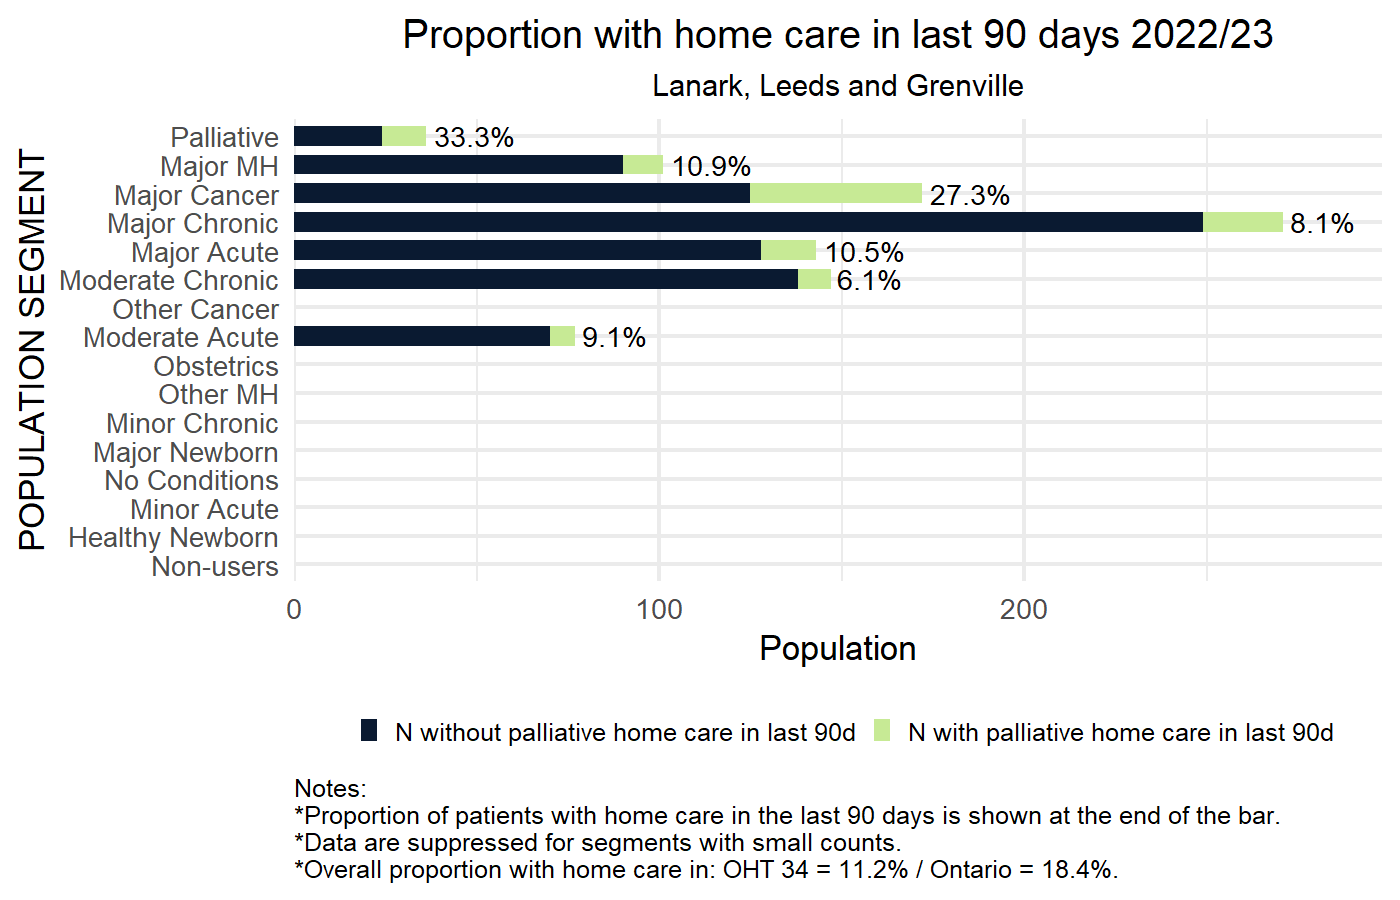 Proportion with home care in last 90 days 2022/23
Lanark, Leeds and Grenville
POPULATION SEGMENT
Palliative 33.3%
Major MH 10.9%
Major Cancer 27.3%
Major Chronic 8.1%
Major Acute 10.5%
Moderate Chronic 6.1%
Other Cancer
Moderate Acute 9.1%
Obstetrics
Other MH
Minor Chronic
Major Newborn
No Conditions
Minor Acute
Healthy Newborn
Non-users
0 100 200
Population
N without palliative home care in last 90d N with palliative home care in last 90d
Notes:
*Proportion of patients with home care in the last 90 days is shown at the end of the bar.
*Data are suppressed for segments with small counts.
*Overall proportion with home care in: OHT 34 = 11.2% / Ontario = 18.4%.